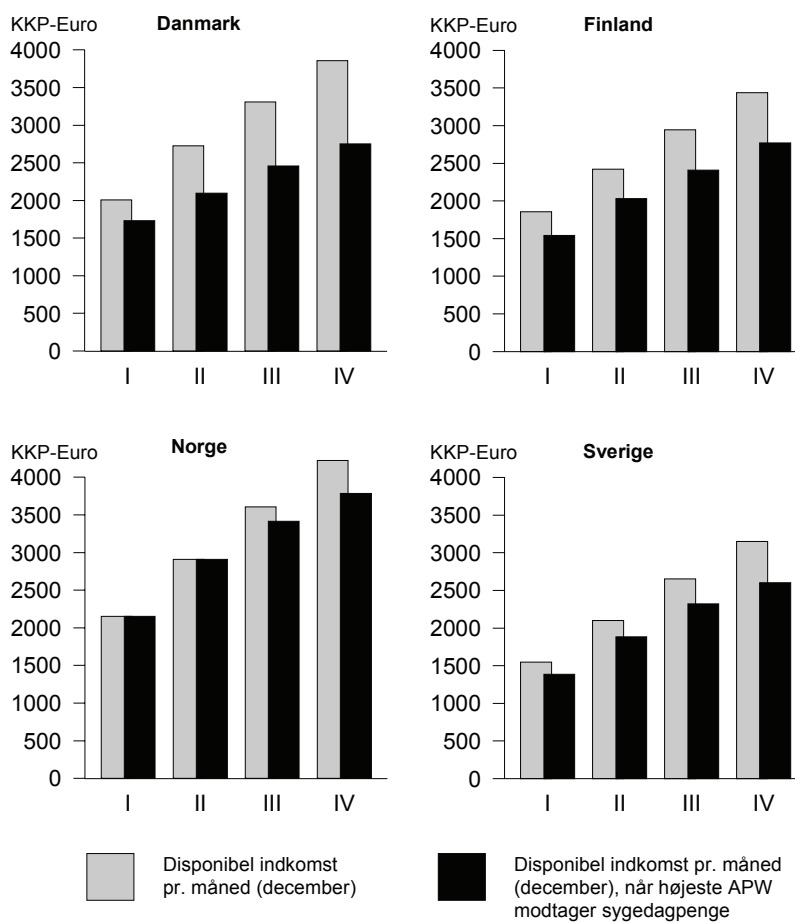 KKP-Euro Danmark
4000
3500
3000
2500
2000
1500
1000
500
0
I II III IV
KKP-Euro Finland
4000
3500
3000
2500
2000
1500
1000
500
0
I II III IV
KKP-Euro Norge
4000
3500
3000
2500
2000
1500
1000
500
0
I II III IV
KKP-Euro Sverige
4000
3500
3000
2500
2000
1500
1000
500
0
I II III IV
Disponibel indkomst
pr. måned (december)
Disponibel indkomst pr. måned
(december), når højeste APW
modtager sygedagpenge